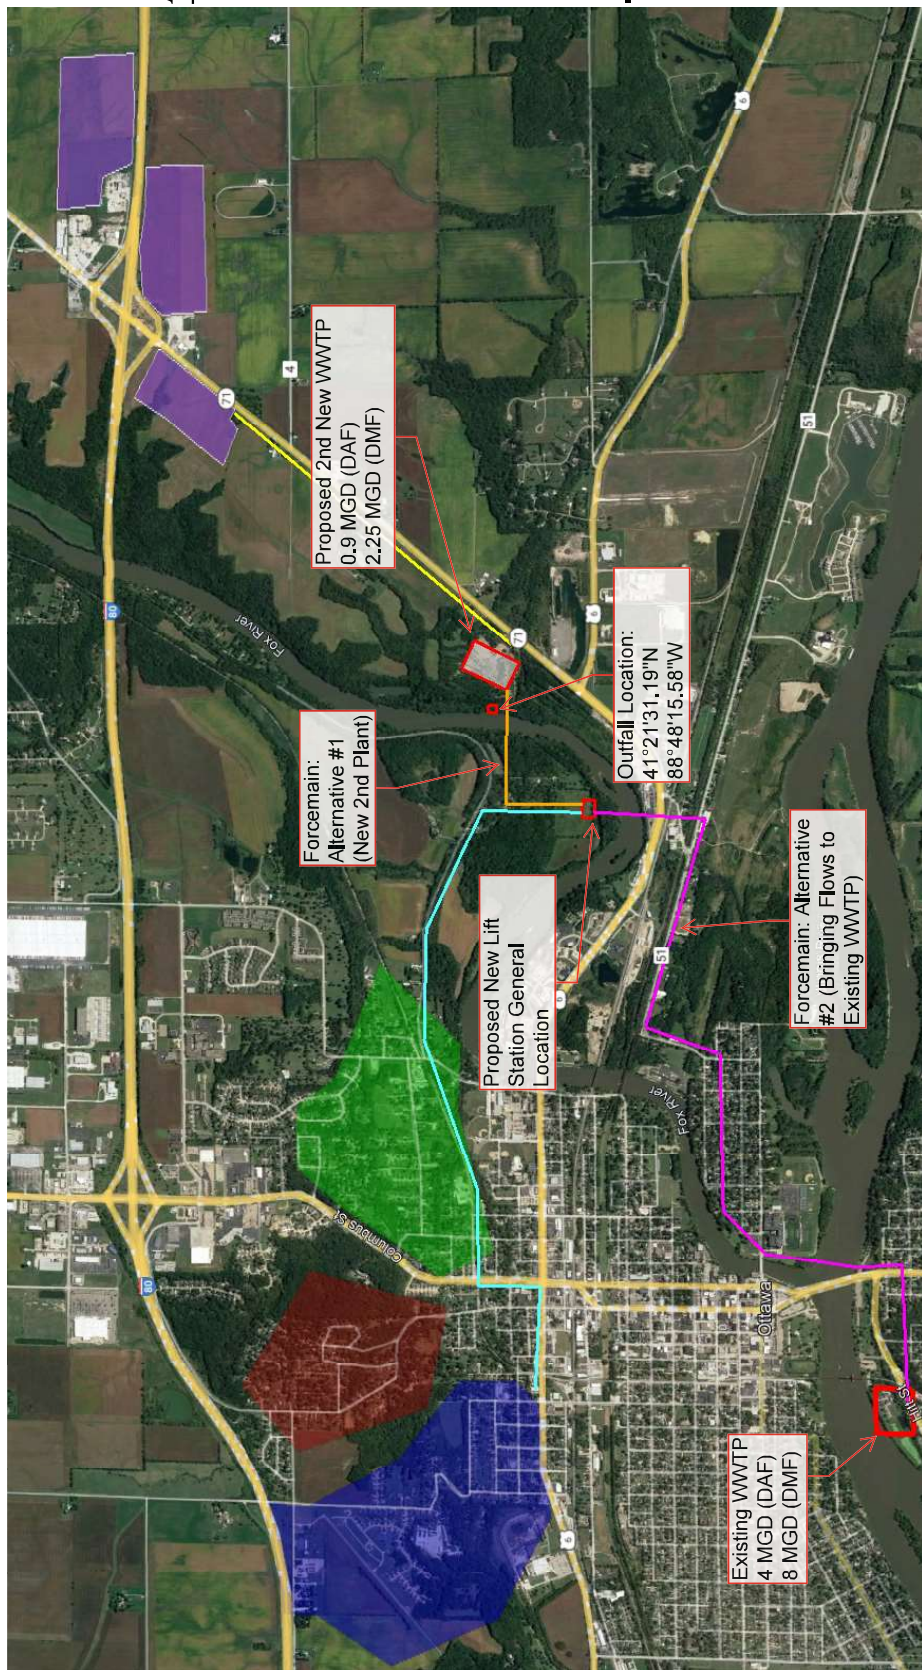 Proposed 2nd New WWTP
0.9 MGD (DAF)
2.25 MGD (DMF)
Forcemain:
Alternative #1
(New 2nd Plant)
Outfall Location:
41°21'31.19"N
88°48'15.58"W
Proposed New Lift
Station General
Location
Forcemain: Alternative
#2 (Bringing Flows to
Existing WWTP)
Existing WWTP
4 MGD (DAF)
8 MGD (DMF)
Fox River
Fox River
Columbus St
Ottawa
80
80
71
71
4
6
6
6
6
51
51